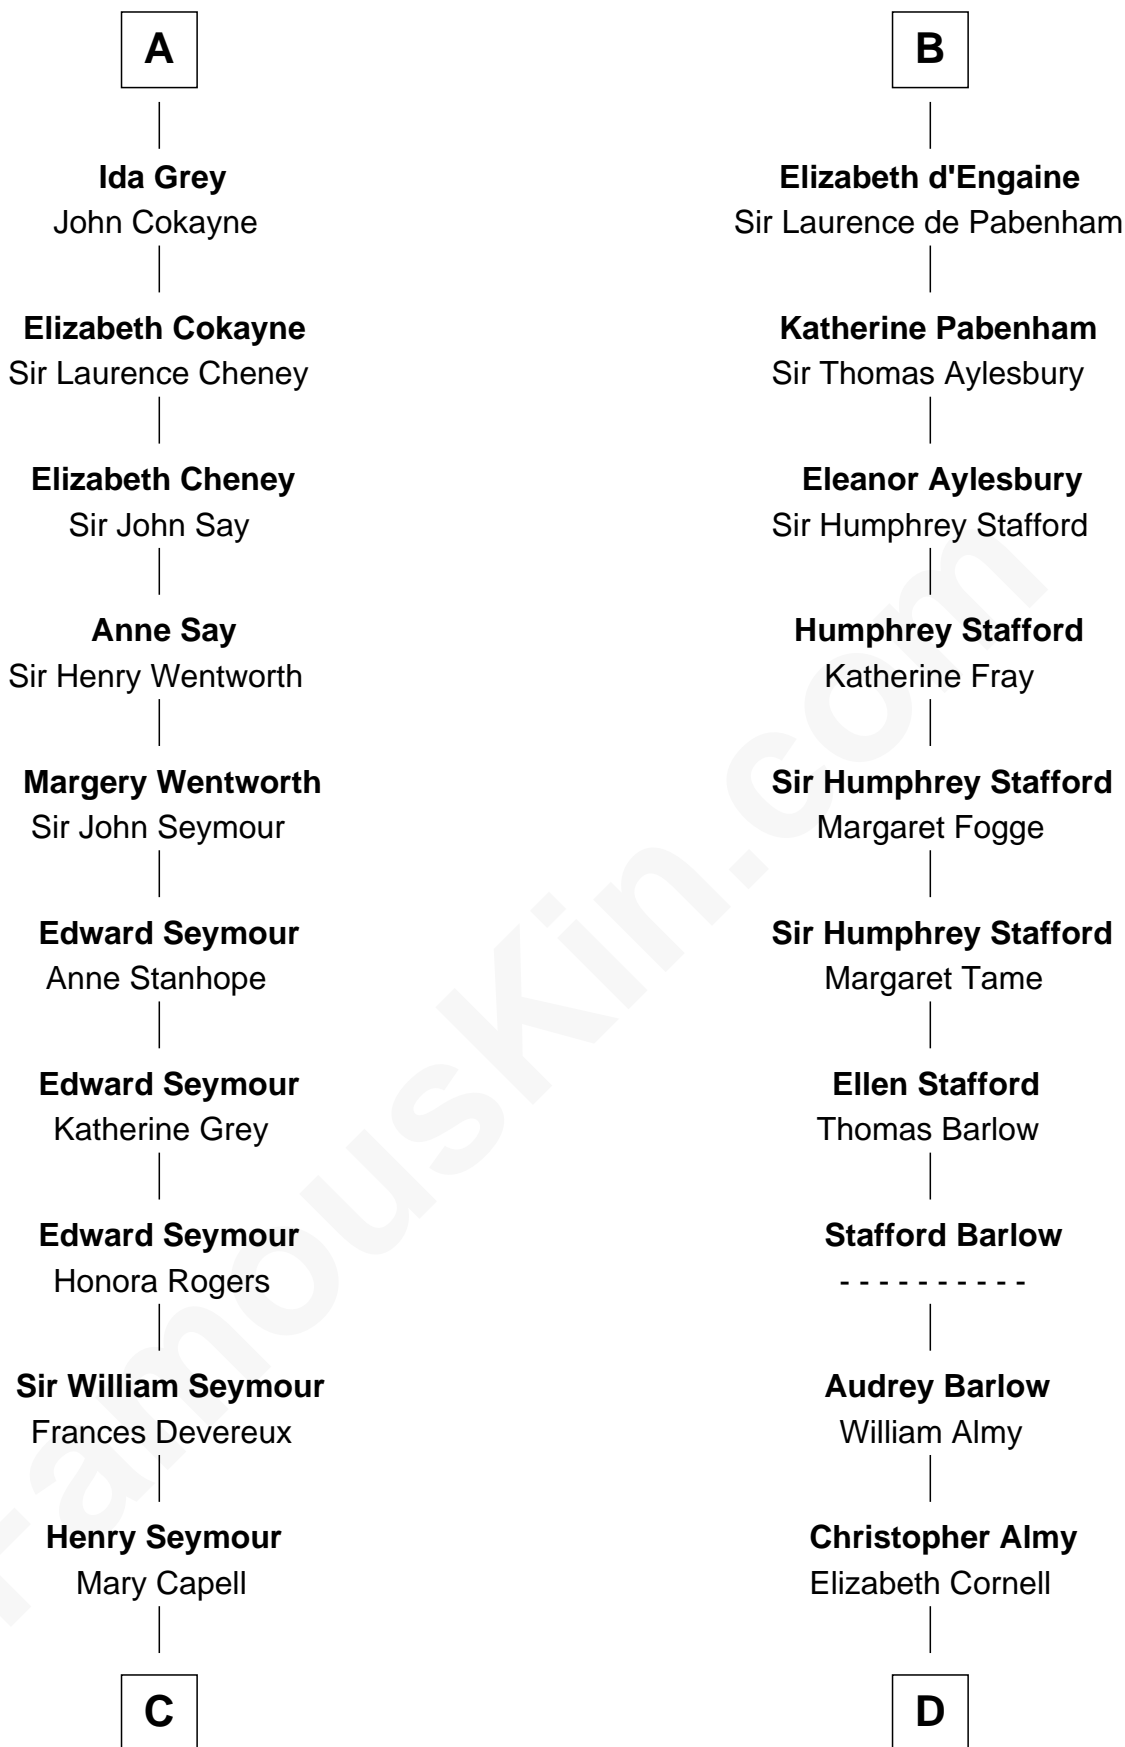 A
Ida Grey
John Cokayne
Elizabeth Cokayne
Sir Laurence Cheney
Elizabeth Cheney
Sir John Say
Anne Say
Sir Henry Wentworth
Margery Wentworth
Sir John Seymour
Edward Seymour
Anne Stanhope
Edward Seymour
Katherine Grey
Edward Seymour
Honora Rogers
Sir William Seymour
Frances Devereux
Henry Seymour
Mary Capell
C
B
Elizabeth d'Engaine
Sir Laurence de Pabenham
Katherine Pabenham
Sir Thomas Aylesbury
Eleanor Aylesbury
Sir Humphrey Stafford
Humphrey Stafford
Katherine Fray
Sir Humphrey Stafford
Margaret Fogge
Sir Humphrey Stafford
Margaret Tame
Ellen Stafford
Thomas Barlow
Stafford Barlow
- - - - - - - - - -
Audrey Barlow
William Almy
Christopher Almy
Elizabeth Cornell
D
FamousKin.com